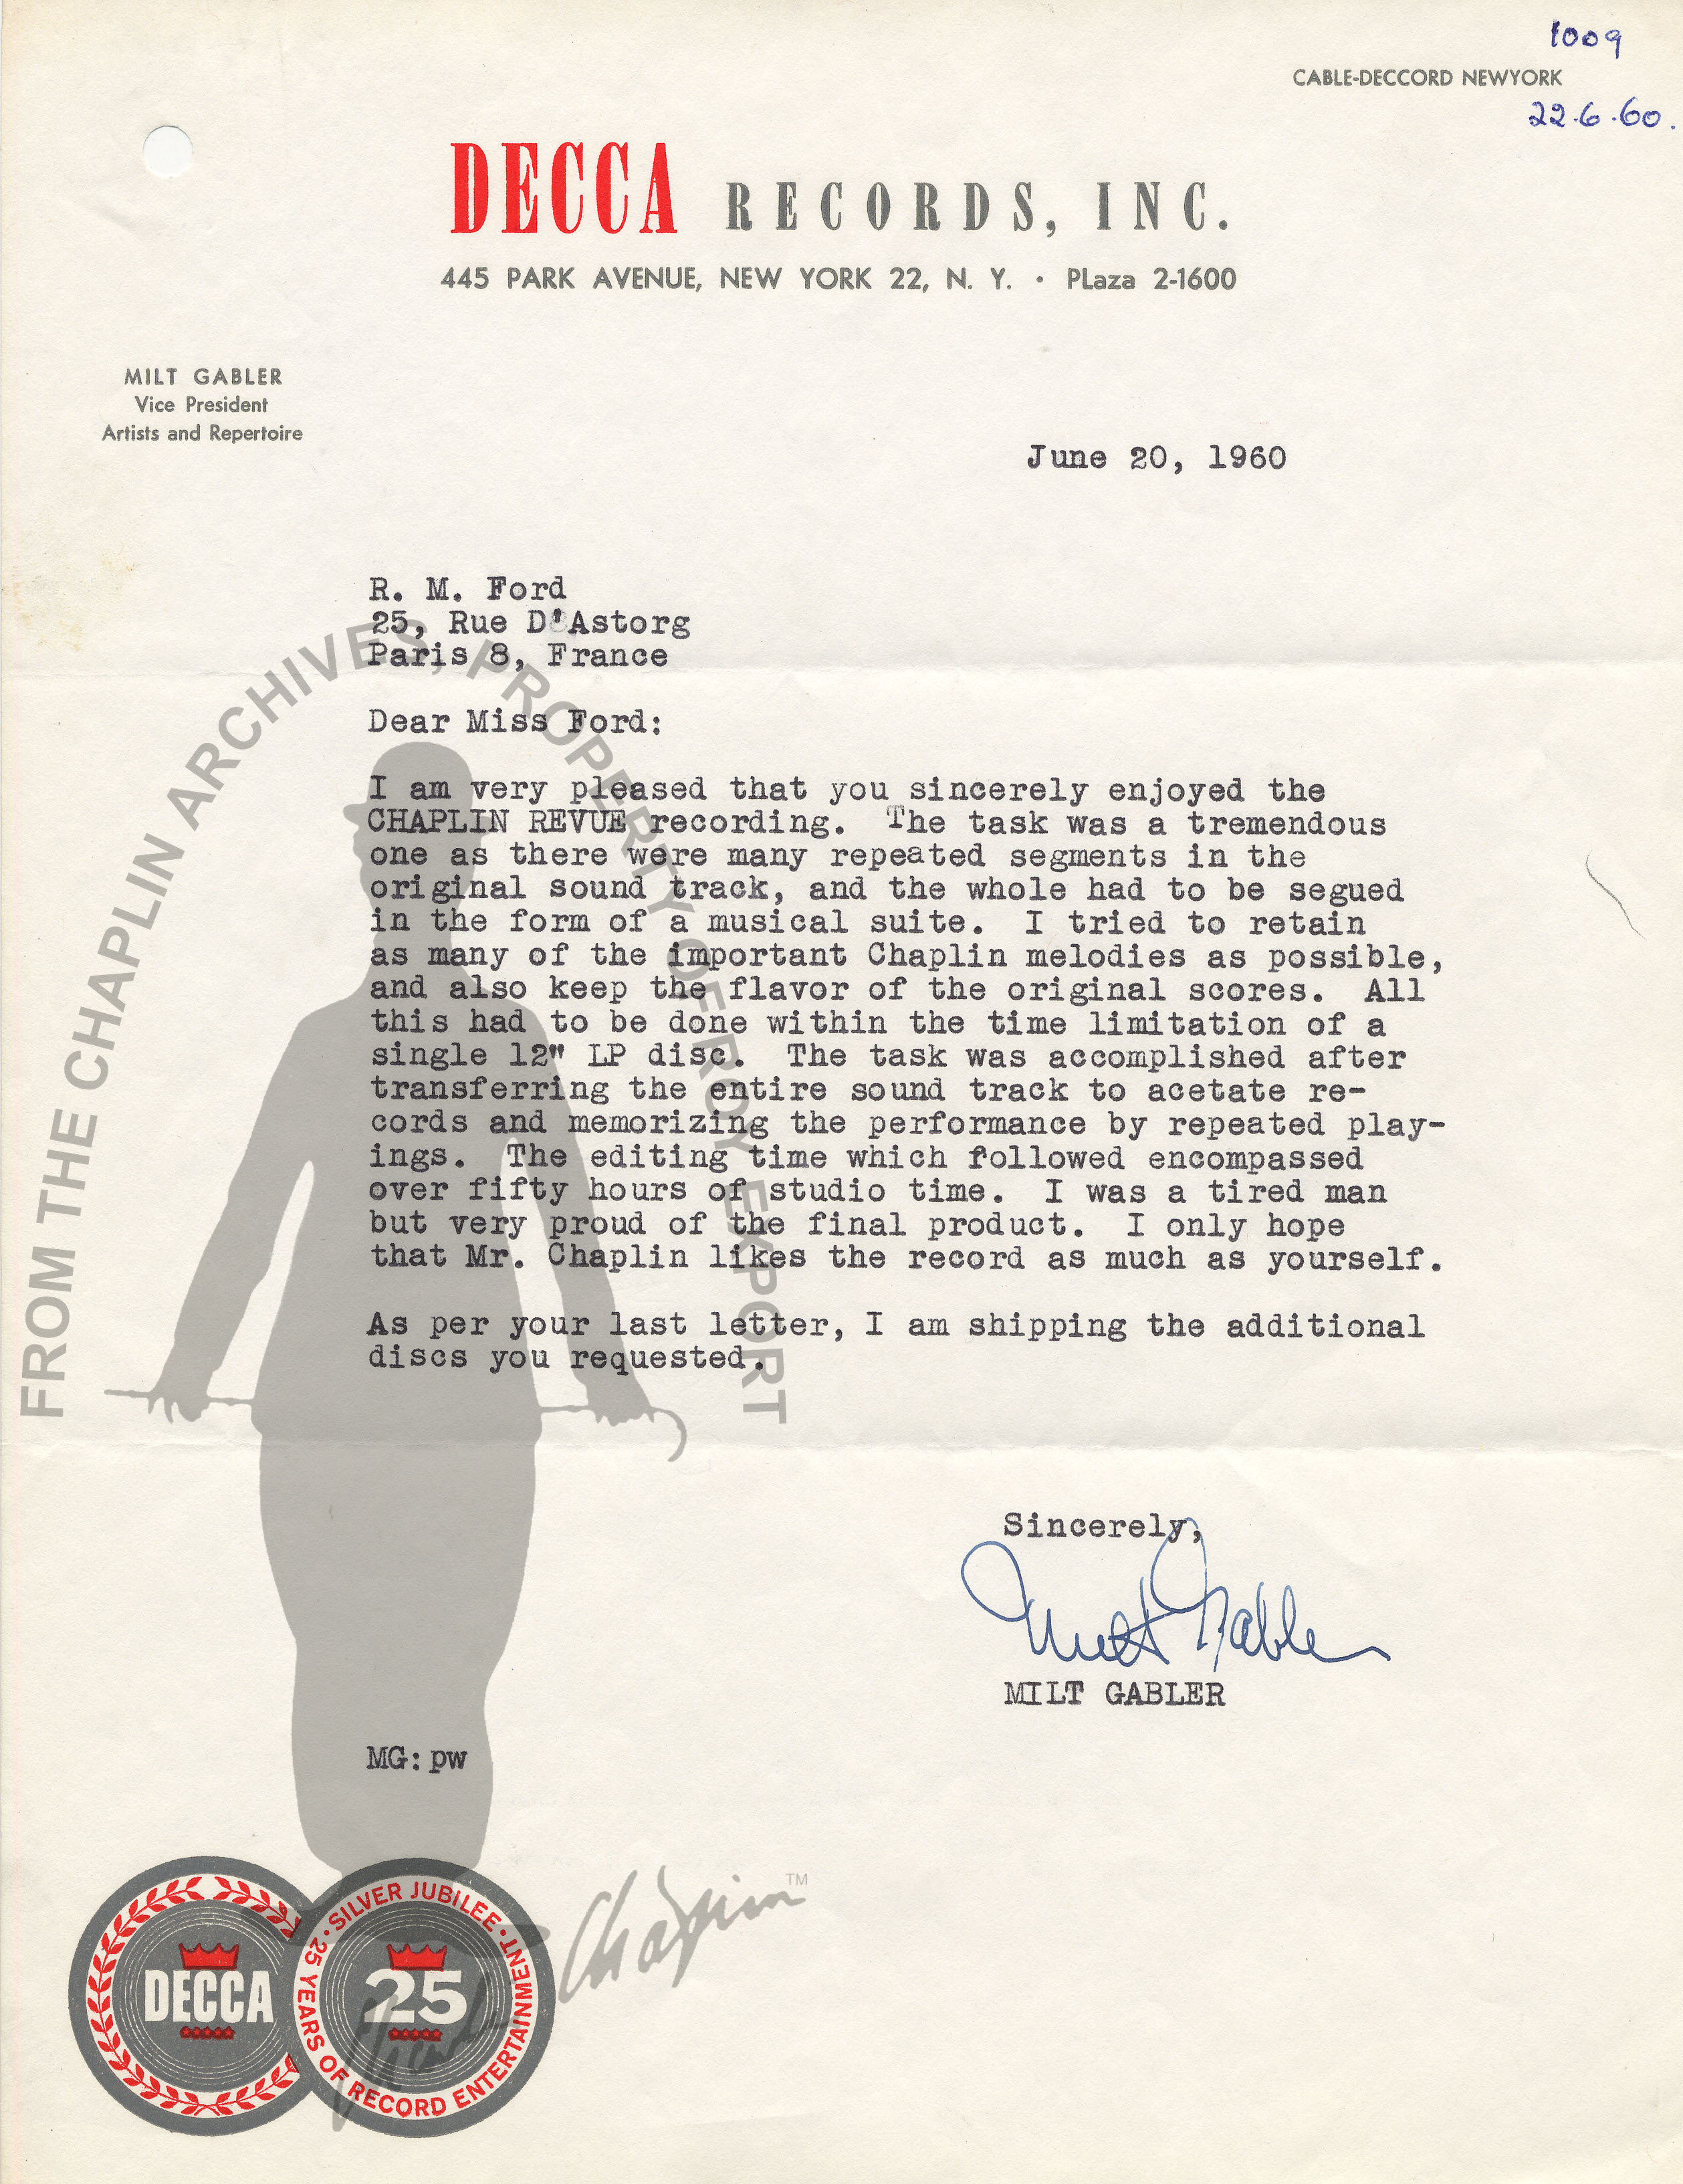 1009
CABLE-DECCORD NEWYORK
22.6.60.
DECCA RECORDS, INC.
445 PARK AVENUE, NEW YORK 22, N. Y. • PLaza 2-1600
MILT GABLER
Vice President
Artists and Repertoire
June 20, 1960
R. M. Ford
25, Rue D'Astorg
Paris 8, France
Dear Miss Ford:
I am very pleased that you sincerely enjoyed the
CHAPLIN REVUE recording. The task was a tremendous
one as there were many repeated segments in the
original sound track, and the whole had to be segued
in the form of a musical suite. I tried to retain
as many of the important Chaplin melodies as possible,
and also keep the flavor of the original scores. All
this had to be done within the time limitation of a
single 12" LP disc. The task was accomplished after
transferring the entire sound track to acetate re-
cords and memorizing the performance by repeated play-
ings. The editing time which followed encompassed
over fifty hours of studio time. I was a tired man
but very proud of the final product. I only hope
that Mr. Chaplin likes the record as much as yourself.
As per your last letter, I am shipping the additional
discs you requested.
Sincerely,
Milt Gabler
MILT GABLER
MG:pw
FROM THE CHAPLIN ARCHIVES, PROPERTY OF ROY EXPORT
DECCA
• SILVER JUBILEE •
25
25 YEARS OF RECORD ENTERTAINMENT
Charles Chaplin TM